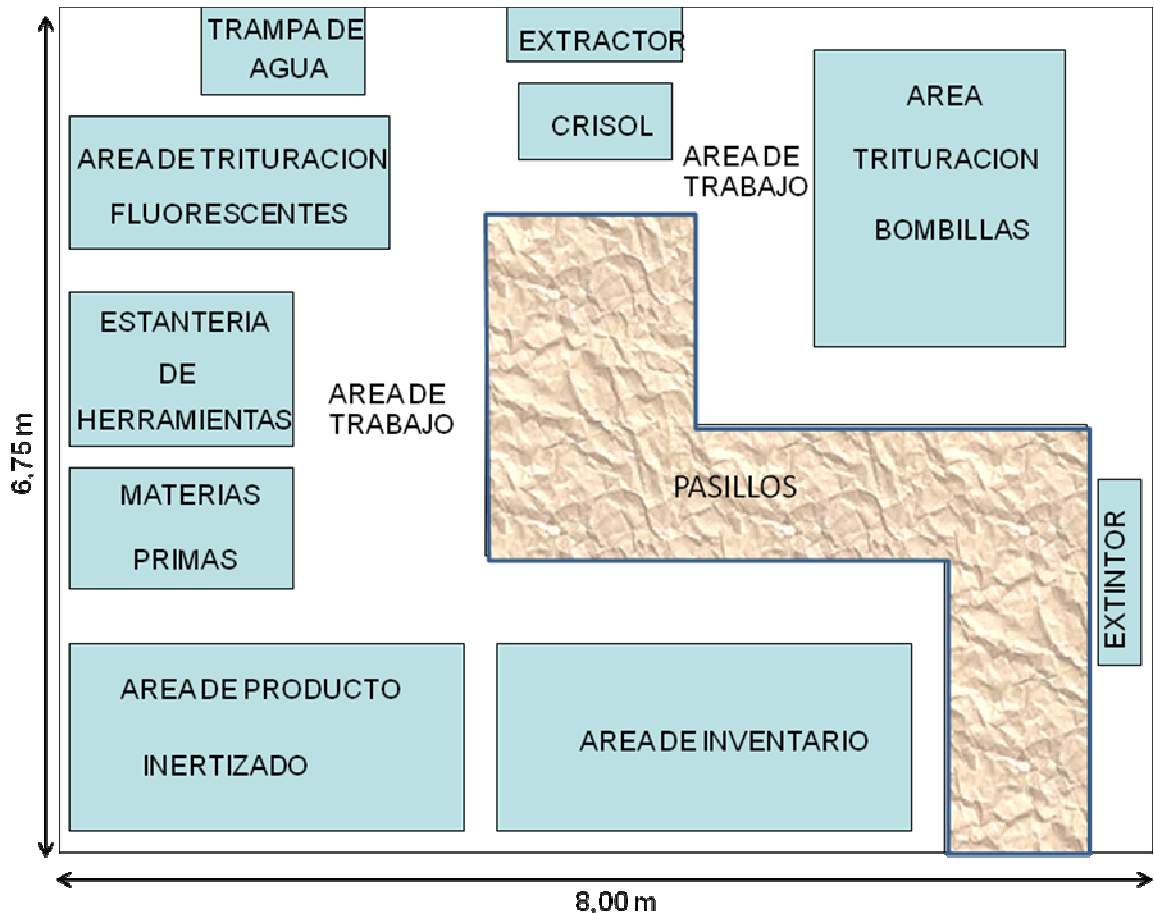 TRAMPA DE
AGUA
EXTRACTOR
AREA
TRITURACION
BOMBILLAS
CRISOL
AREA DE
TRABAJO
AREA DE TRITURACION
FLUORESCENTES
ESTANTERIA
DE
HERRAMIENTAS
AREA DE
TRABAJO
MATERIAS
PRIMAS
PASILLOS
EXTINTOR
AREA DE PRODUCTO
INERTIZADO
AREA DE INVENTARIO
6,75 m
8,00 m